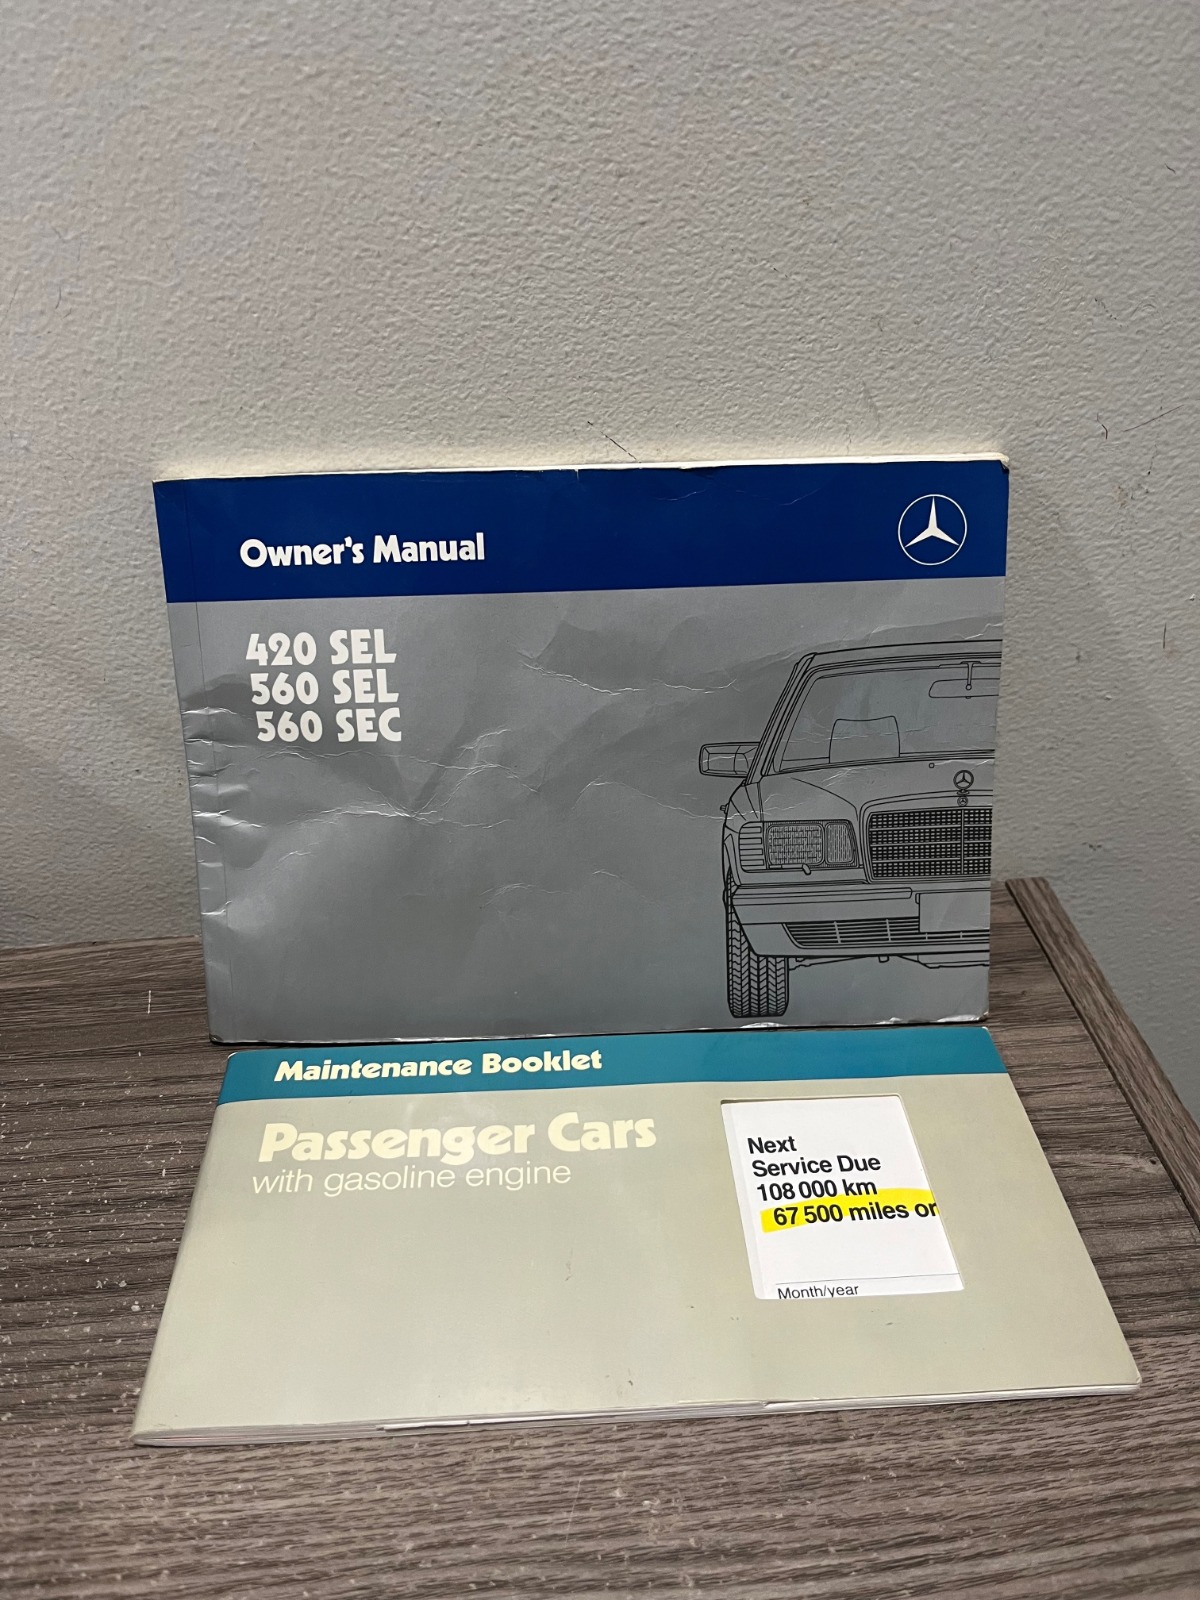 Owner's Manual
420 SEL
560 SEL
560 SEC
Maintenance Booklet
Passenger Cars
with gasoline engine
Next
Service Due
108 000 km
67 500 miles or
Month/year